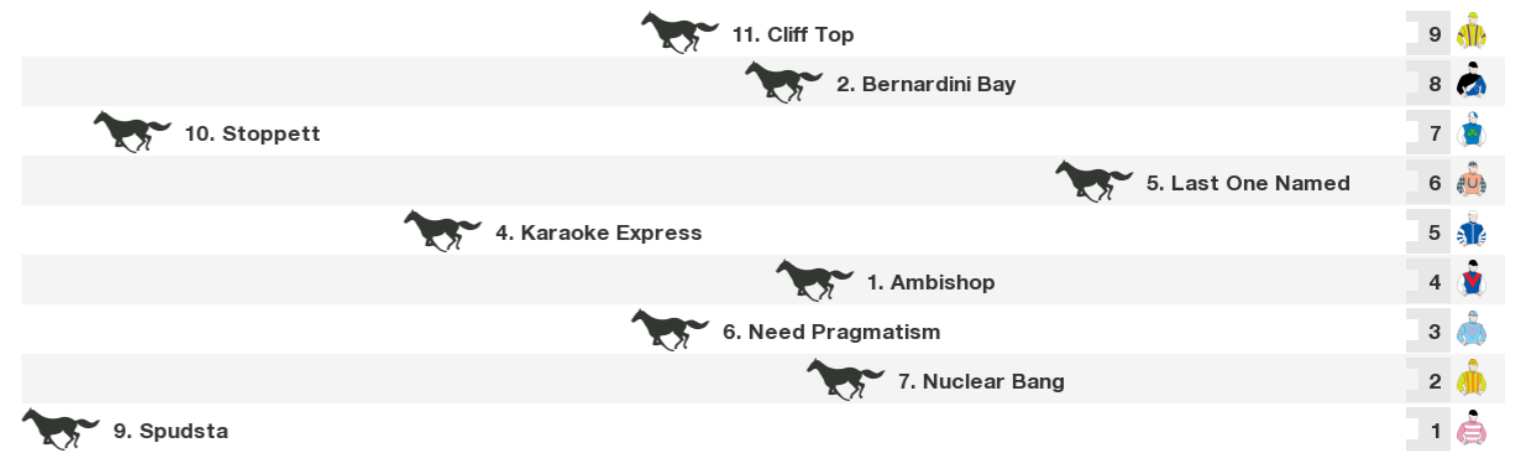 11. Cliff Top 9
2. Bernardini Bay 8
10. Stoppett 7
5. Last One Named 6
4. Karaoke Express 5
1. Ambishop 4
6. Need Pragmatism 3
7. Nuclear Bang 2
9. Spudsta 1